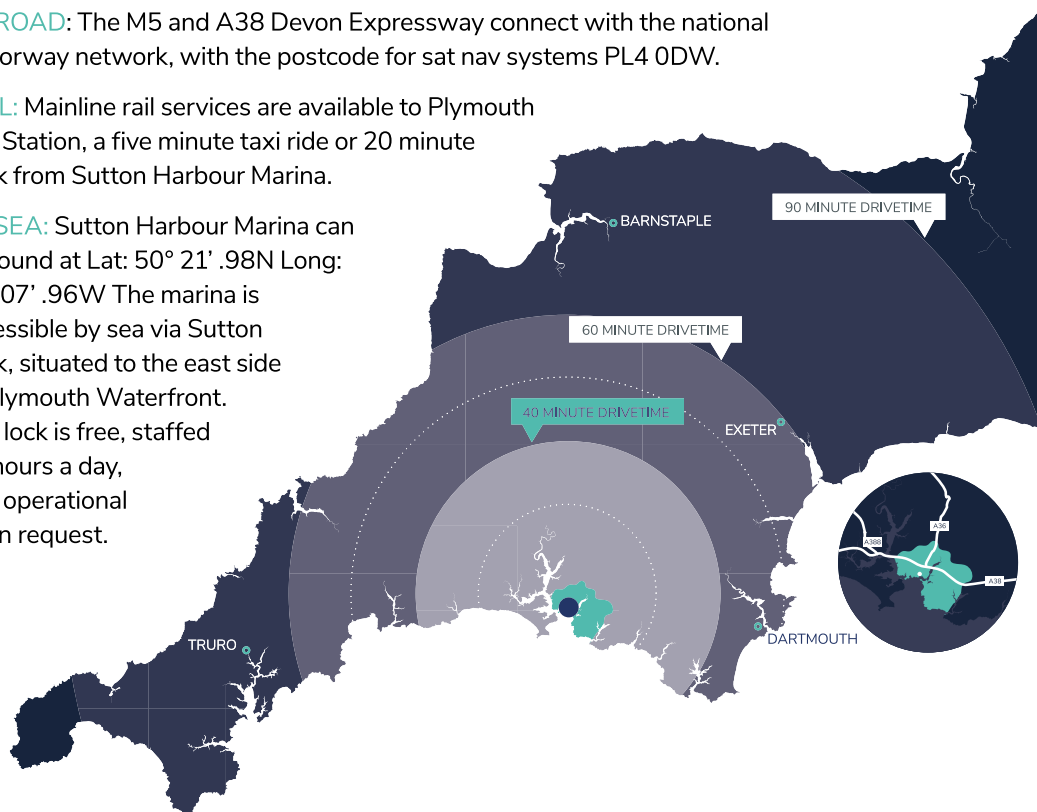 ROAD: The M5 and A38 Devon Expressway connect with the national
orway network, with the postcode for sat nav systems PL4 0DW.
L: Mainline rail services are available to Plymouth
Station, a five minute taxi ride or 20 minute
k from Sutton Harbour Marina.
SEA: Sutton Harbour Marina can
ound at Lat: 50° 21’ .98N Long:
07’ .96W The marina is
essible by sea via Sutton
k, situated to the east side
lymouth Waterfront.
lock is free, staffed
hours a day,
operational
n request.
90 MINUTE DRIVETIME
BARNSTAPLE
60 MINUTE DRIVETIME
40 MINUTE DRIVETIME
EXETER
A36
A388
A38
DARTMOUTH
TRURO